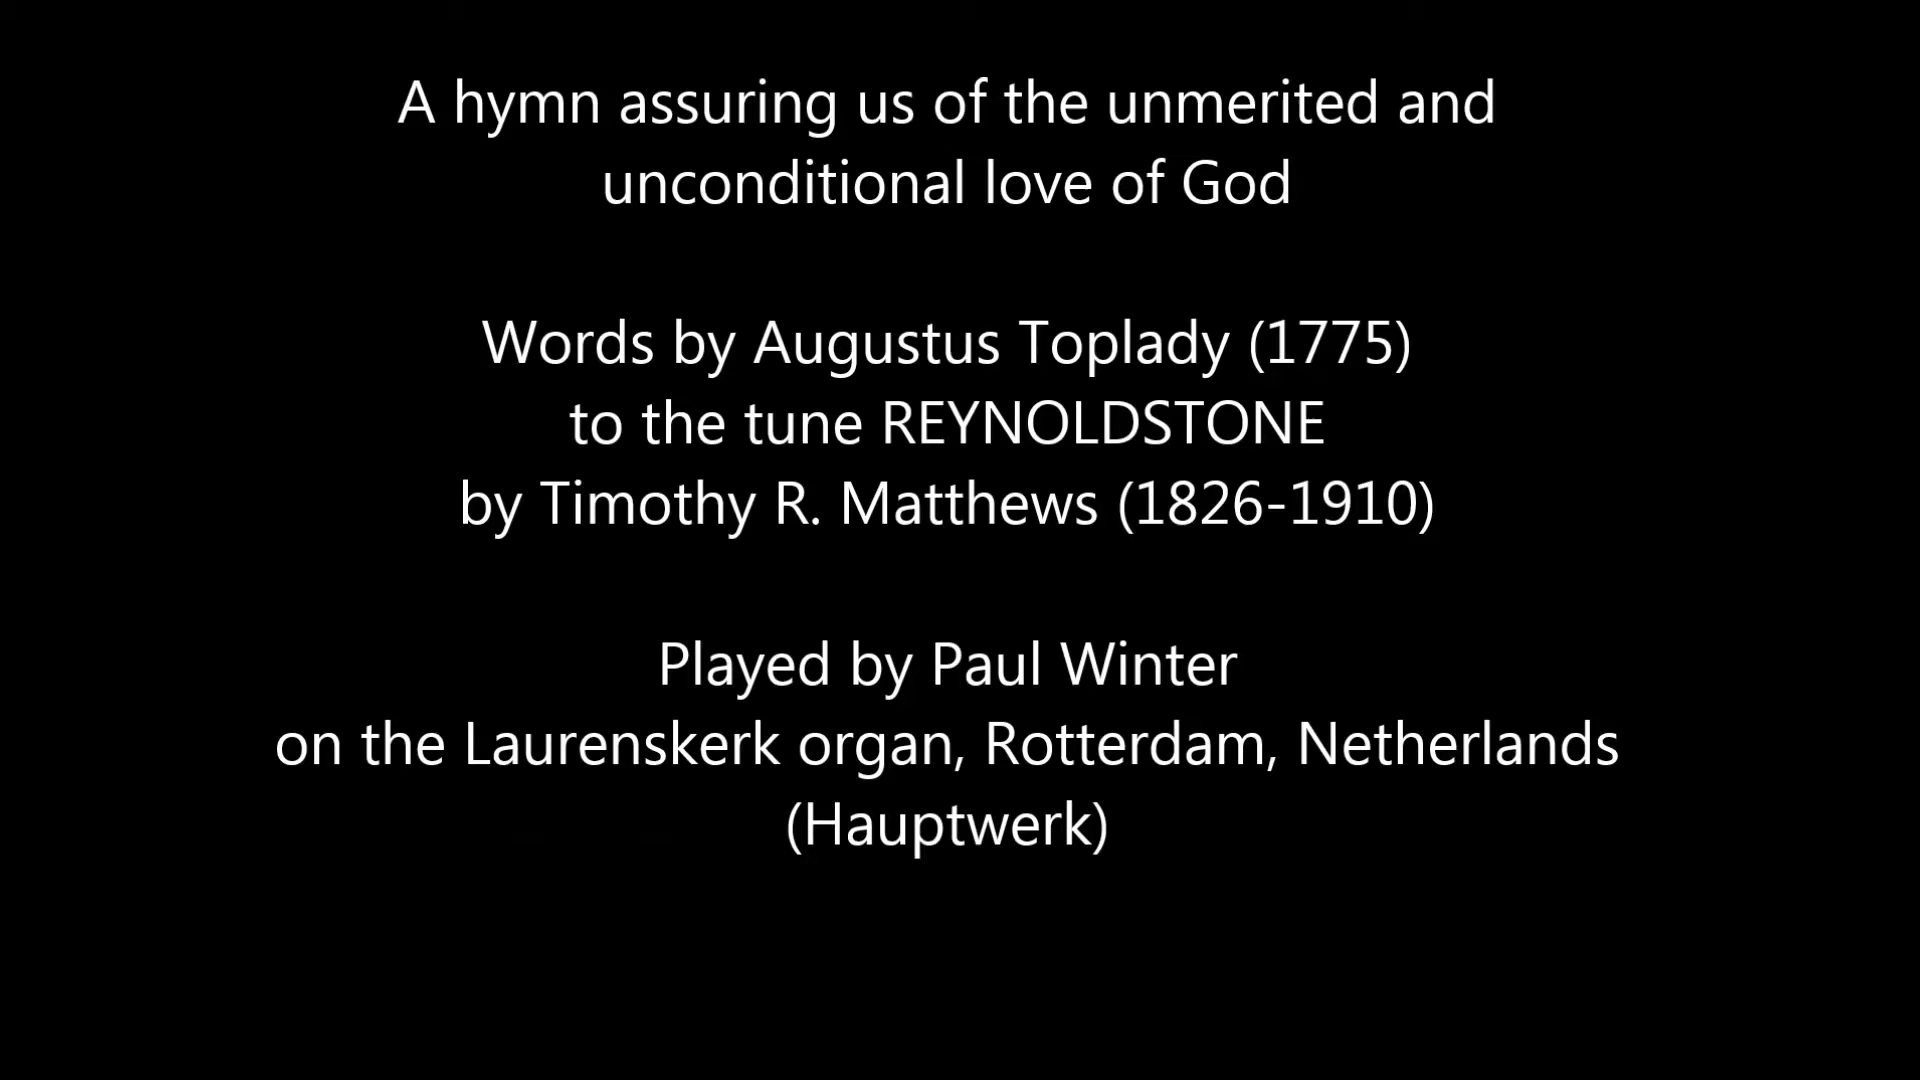 A hymn assuring us of the unmerited and
unconditional love of God
Words by Augustus Toplady (1775)
to the tune REYNOLDSTONE
by Timothy R. Matthews (1826-1910)
Played by Paul Winter
on the Laurenskerk organ, Rotterdam, Netherlands
(Hauptwerk)